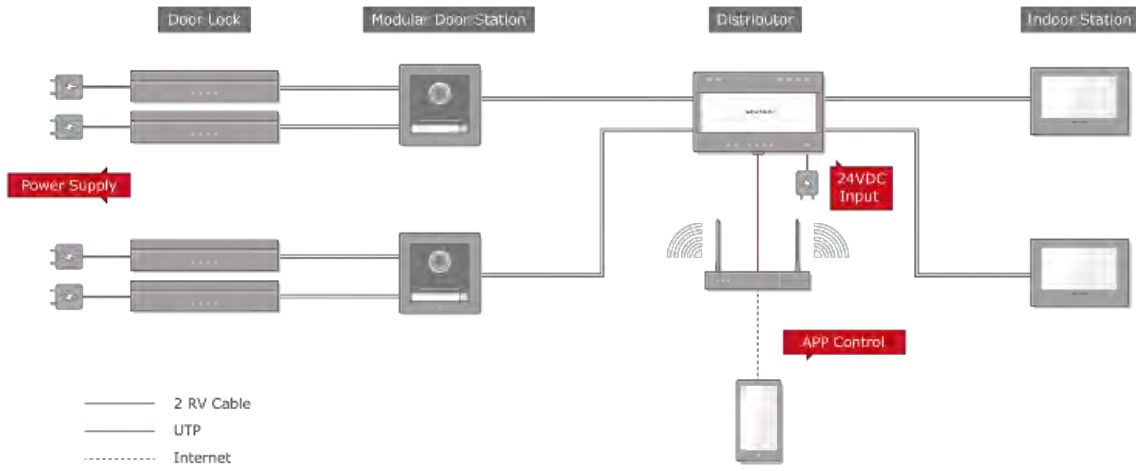 Door Lock
Modular Door Station
Distributor
Indoor Station
Power Supply
24VDC
Input
APP Control
2 RV Cable
UTP
Internet